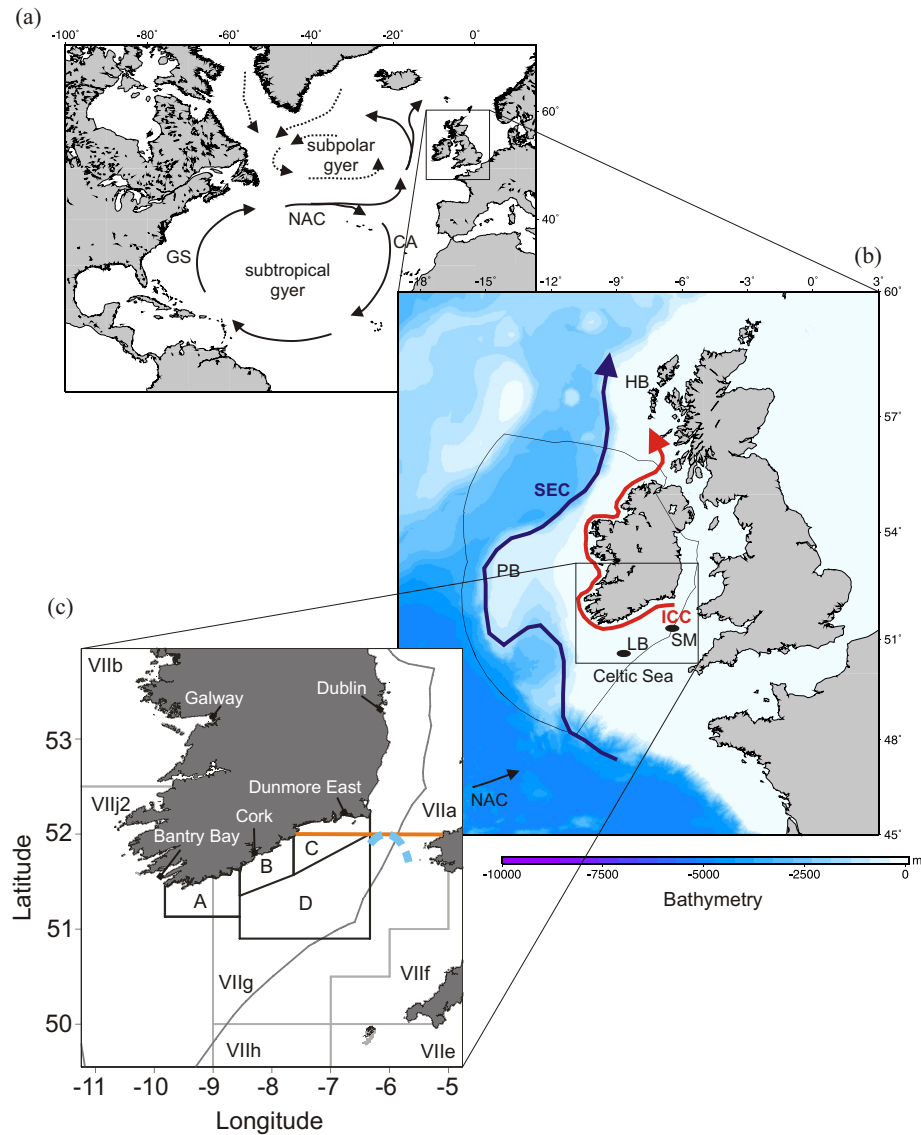 (a)
-100°
-80°
-60°
-40°
-20°
0°
60°
40°
subpolar
gyer
NAC
GS
CA
subtropical
gyer
(b)
-18°
-15°
-12°
-9°
-6°
-3°
0°
3°
60°
57°
54°
51°
48°
45°
HB
SEC
PB
ICC
SM
LB
Celtic Sea
NAC
m
-10000
-7500
-5000
-2500
0
Bathymetry
(c)
VIIb
Galway
Dublin
Dunmore East
VIIj2
Cork
VIIa
Bantry Bay
C
B
A
D
VIIg
VIIf
VIIh
VIIe
53
52
51
50
Latitude
-11
-10
-9
-8
-7
-6
-5
Longitude